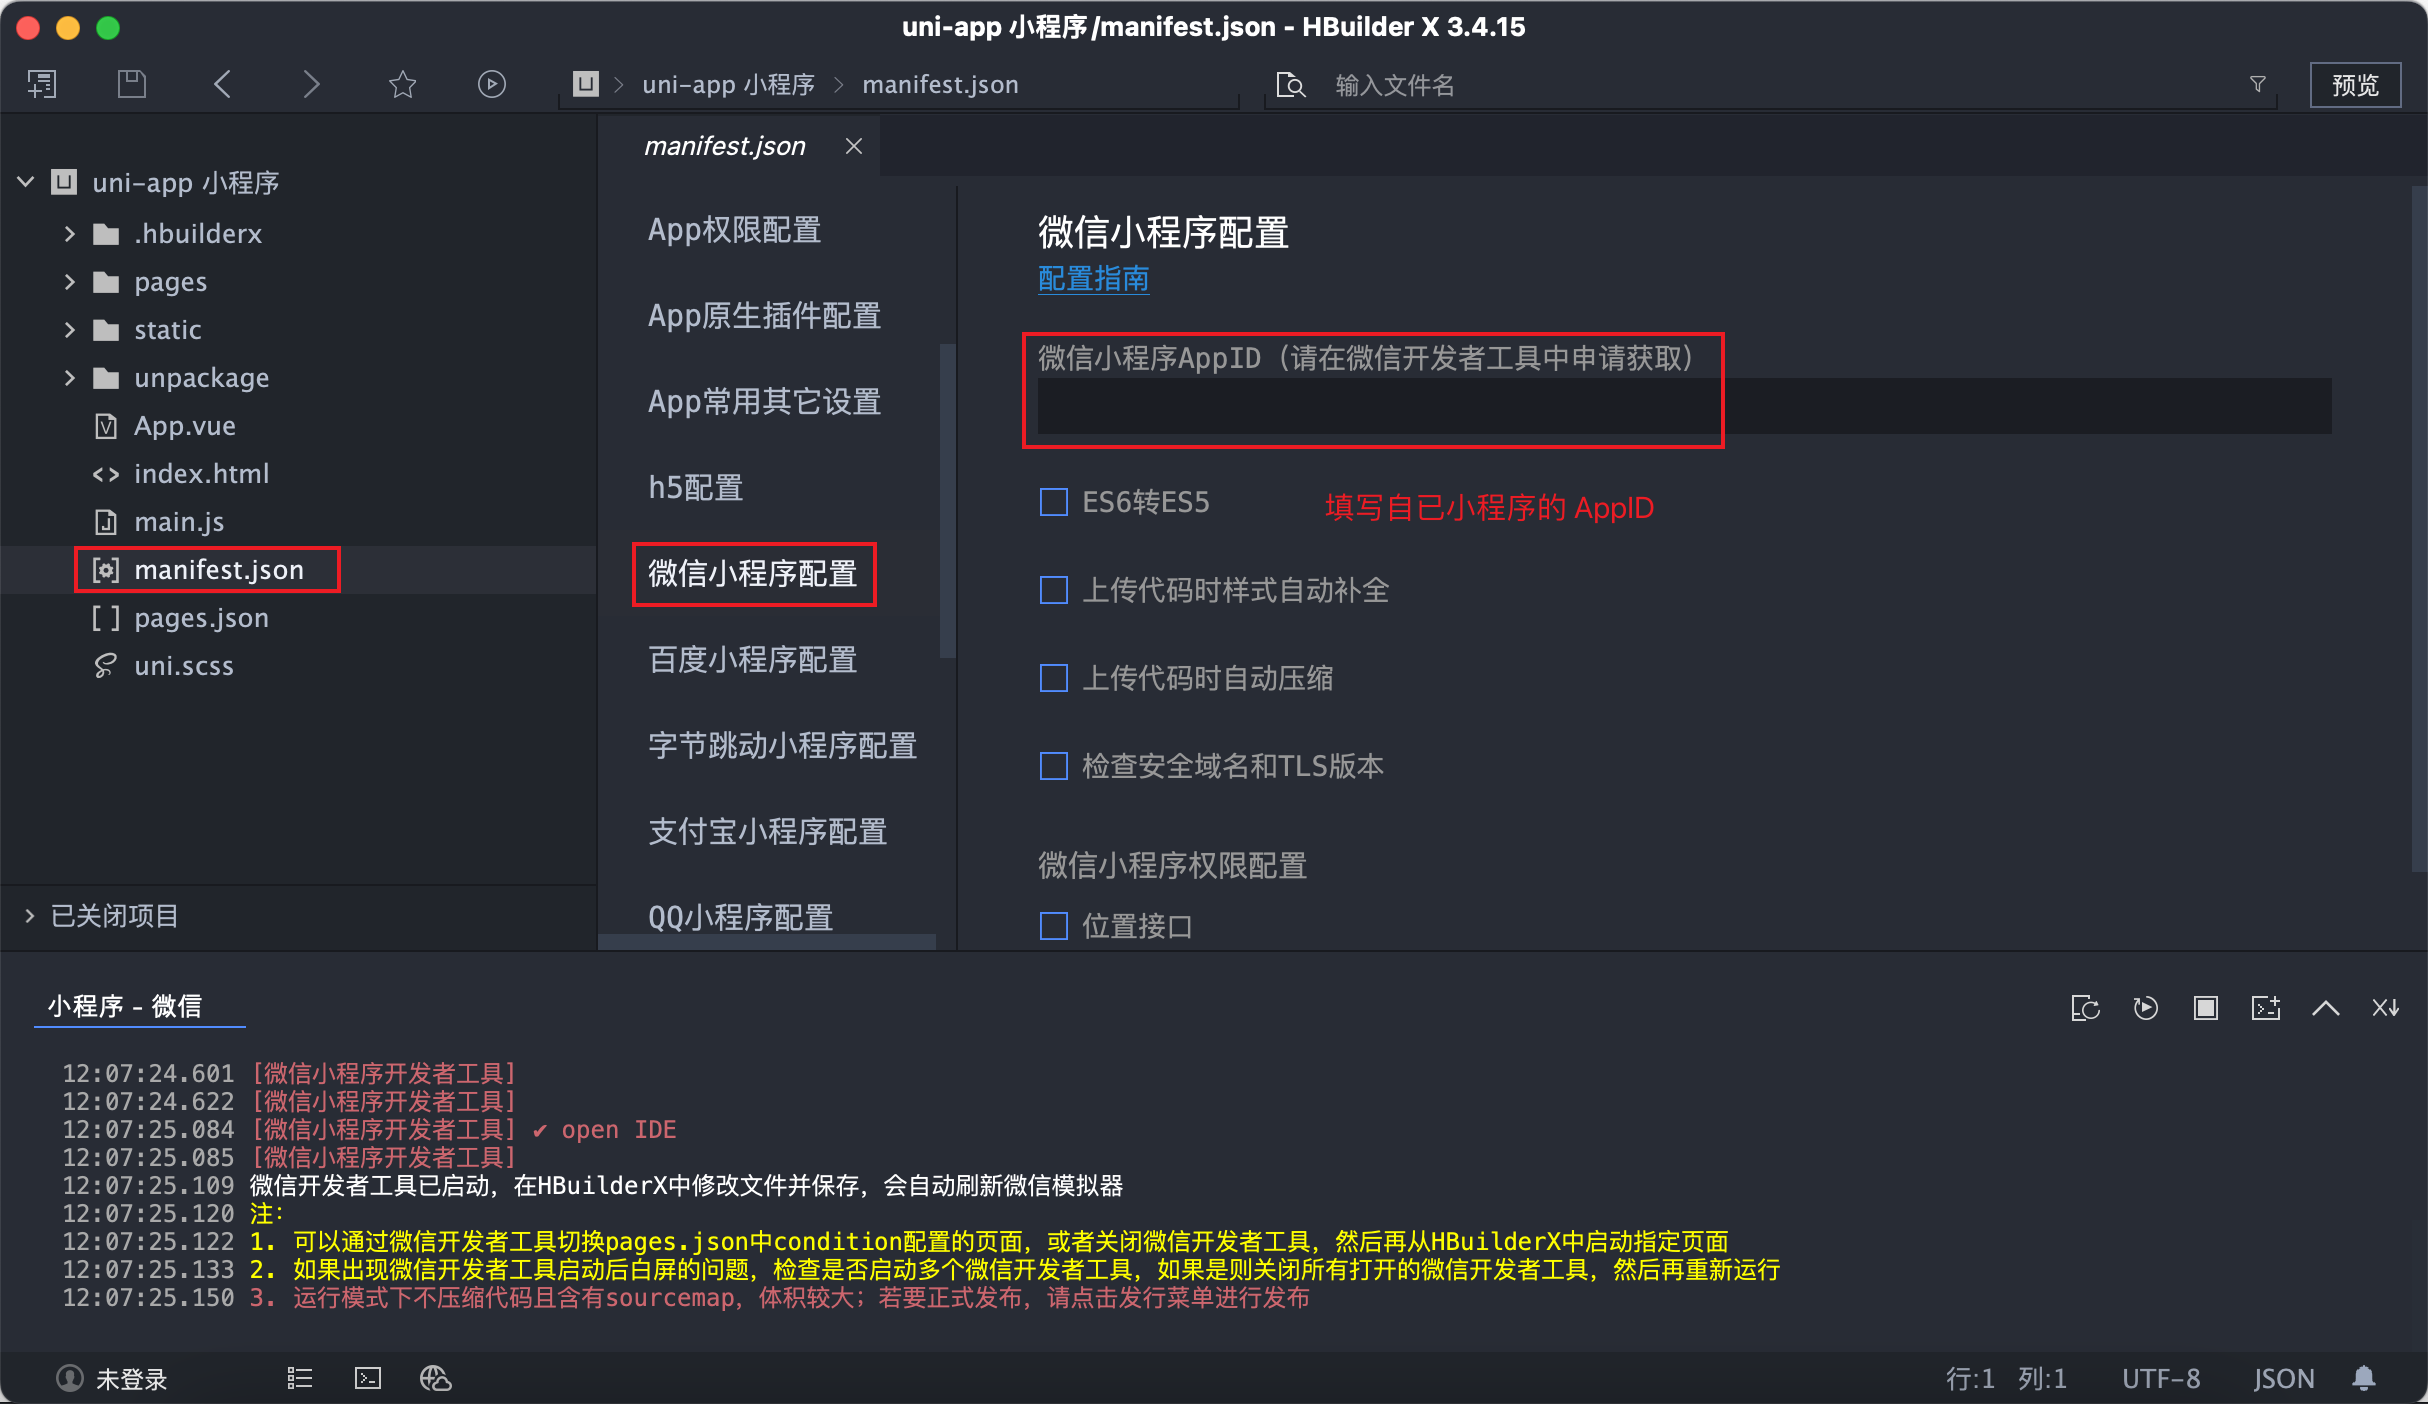 uni-app 小程序/manifest.json - HBuilder X 3.4.15
uni-app 小程序 manifest.json
输入文件名
预览
uni-app 小程序
.hbuilderx
pages
static
unpackage
App.vue
index.html
main.js
manifest.json
pages.json
uni.scss
已关闭项目
manifest.json
App权限配置
App原生插件配置
App常用其它设置
h5配置
微信小程序配置
百度小程序配置
字节跳动小程序配置
支付宝小程序配置
QQ小程序配置
微信小程序配置
配置指南
微信小程序AppID（请在微信开发者工具中申请获取）
ES6转ES5
填写自已小程序的 AppID
上传代码时样式自动补全
上传代码时自动压缩
检查安全域名和TLS版本
微信小程序权限配置
位置接口
小程序 - 微信
12:07:24.601 [微信小程序开发者工具]
12:07:24.622 [微信小程序开发者工具]
12:07:25.084 [微信小程序开发者工具] ✔ open IDE
12:07:25.085 [微信小程序开发者工具]
12:07:25.109 微信开发者工具已启动，在HBuilderX中修改文件并保存，会自动刷新微信模拟器
12:07:25.120 注：
12:07:25.122 1. 可以通过微信开发者工具切换pages.json中condition配置的页面，或者关闭微信开发者工具，然后再从HBuilderX中启动指定页面
12:07:25.133 2. 如果出现微信开发者工具启动后白屏的问题，检查是否启动多个微信开发者工具，如果是则关闭所有打开的微信开发者工具，然后再重新运行
12:07:25.150 3. 运行模式下不压缩代码且含有sourcemap，体积较大；若要正式发布，请点击发行菜单进行发布
未登录
行:1 列:1
UTF-8
JSON